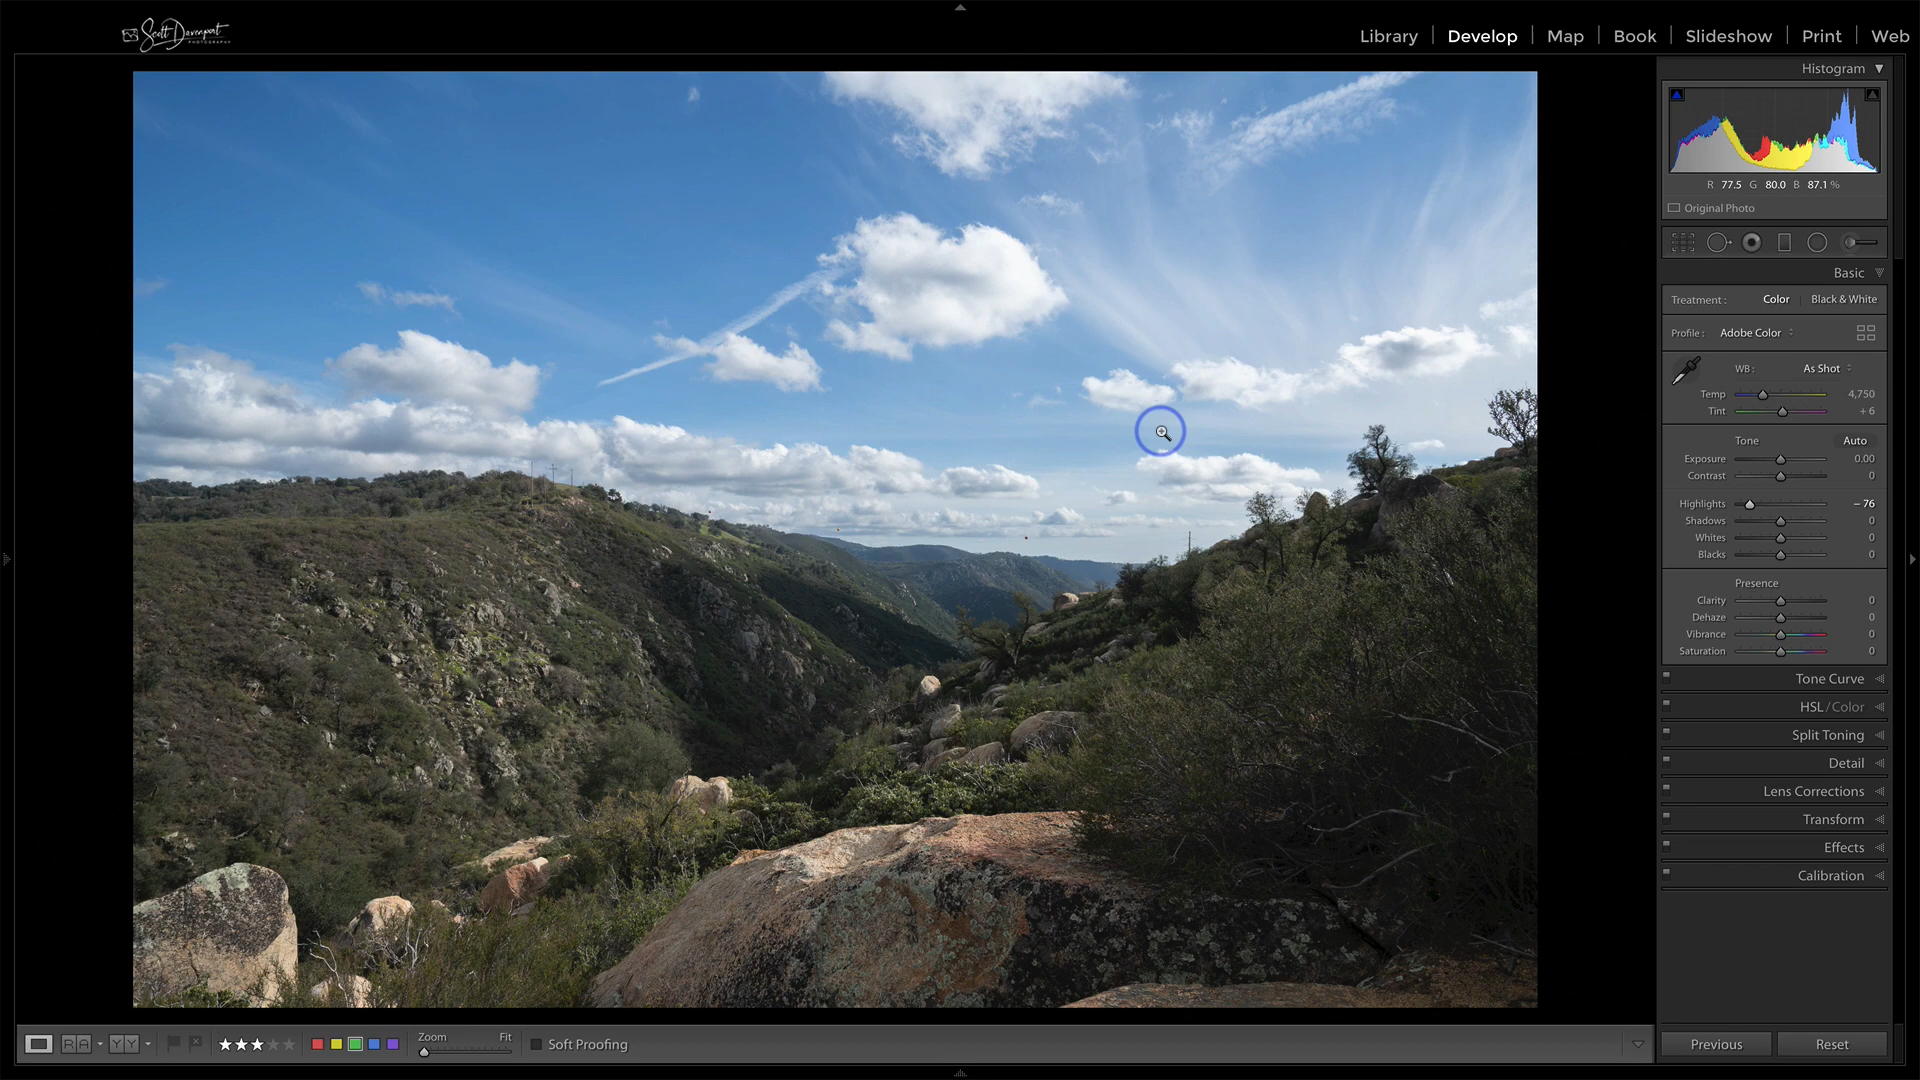 Scott Davenport
PHOTOGRAPHY
Library | Develop | Map | Book | Slideshow | Print | Web
Histogram
R 77.5 G 80.0 B 87.1 %
Original Photo
Basic
Treatment : Color | Black & White
Profile : Adobe Color
WB : As Shot
Temp 4,750
Tint + 6
Tone Auto
Exposure 0.00
Contrast 0
Highlights – 76
Shadows 0
Whites 0
Blacks 0
Presence
Clarity 0
Dehaze 0
Vibrance 0
Saturation 0
Tone Curve
HSL / Color
Split Toning
Detail
Lens Corrections
Transform
Effects
Calibration
R A Y Y Zoom Fit Soft Proofing
Previous Reset